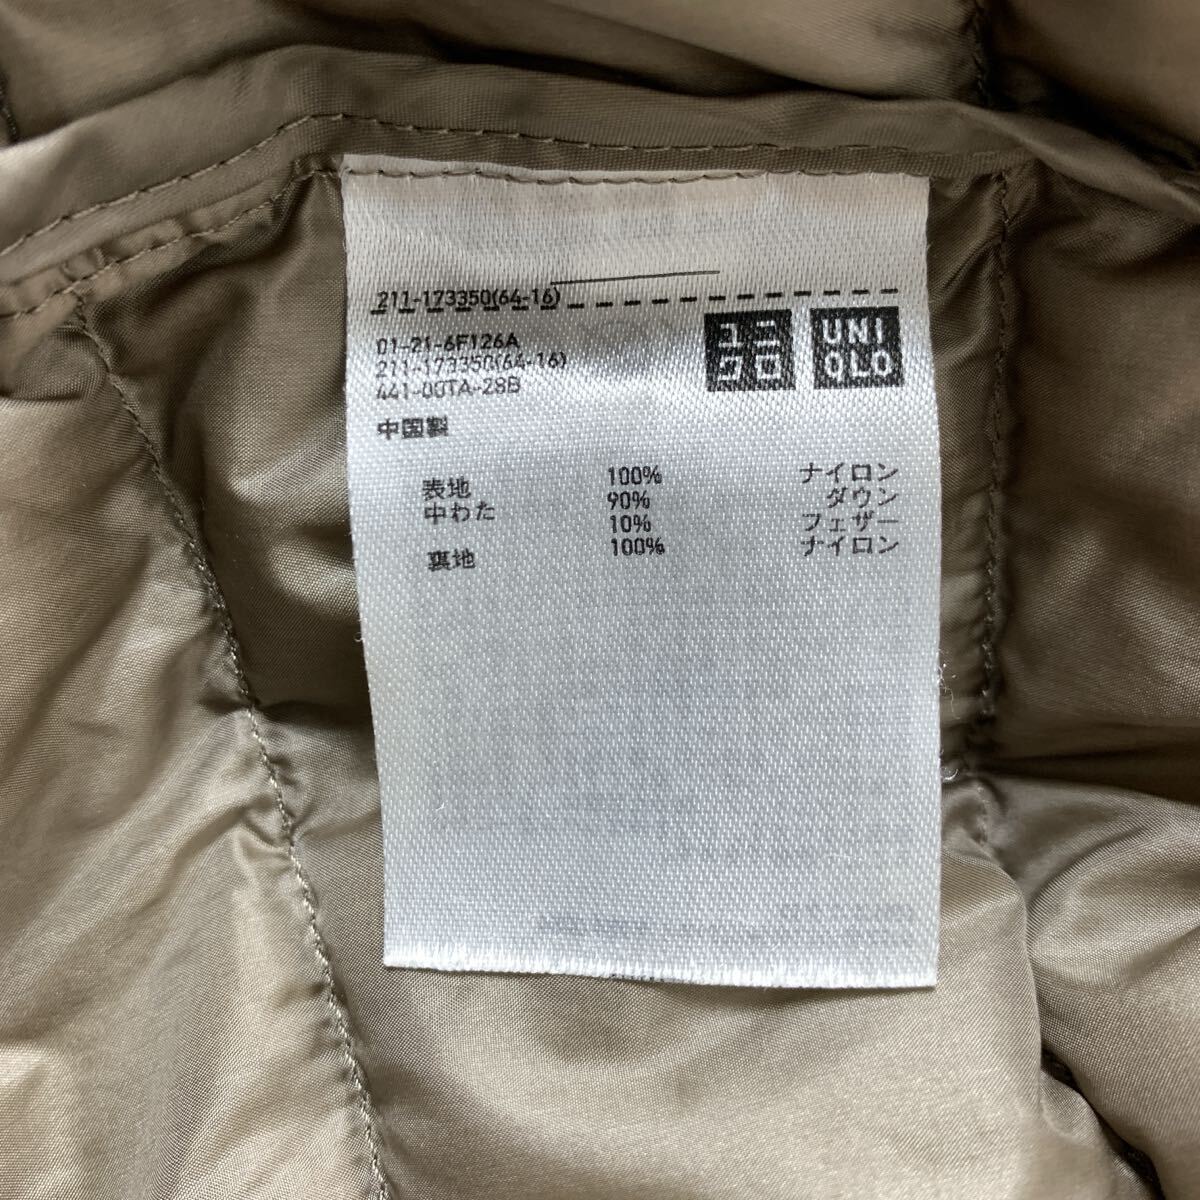 211-173350(64-16)
01-21-6F126A
211-173350(64-16)
441-00TA-28B
ユニ
クロ
UNI
QLO
中国製
表地 100% ナイロン
中わた 90% ダウン
10% フェザー
裏地 100% ナイロン